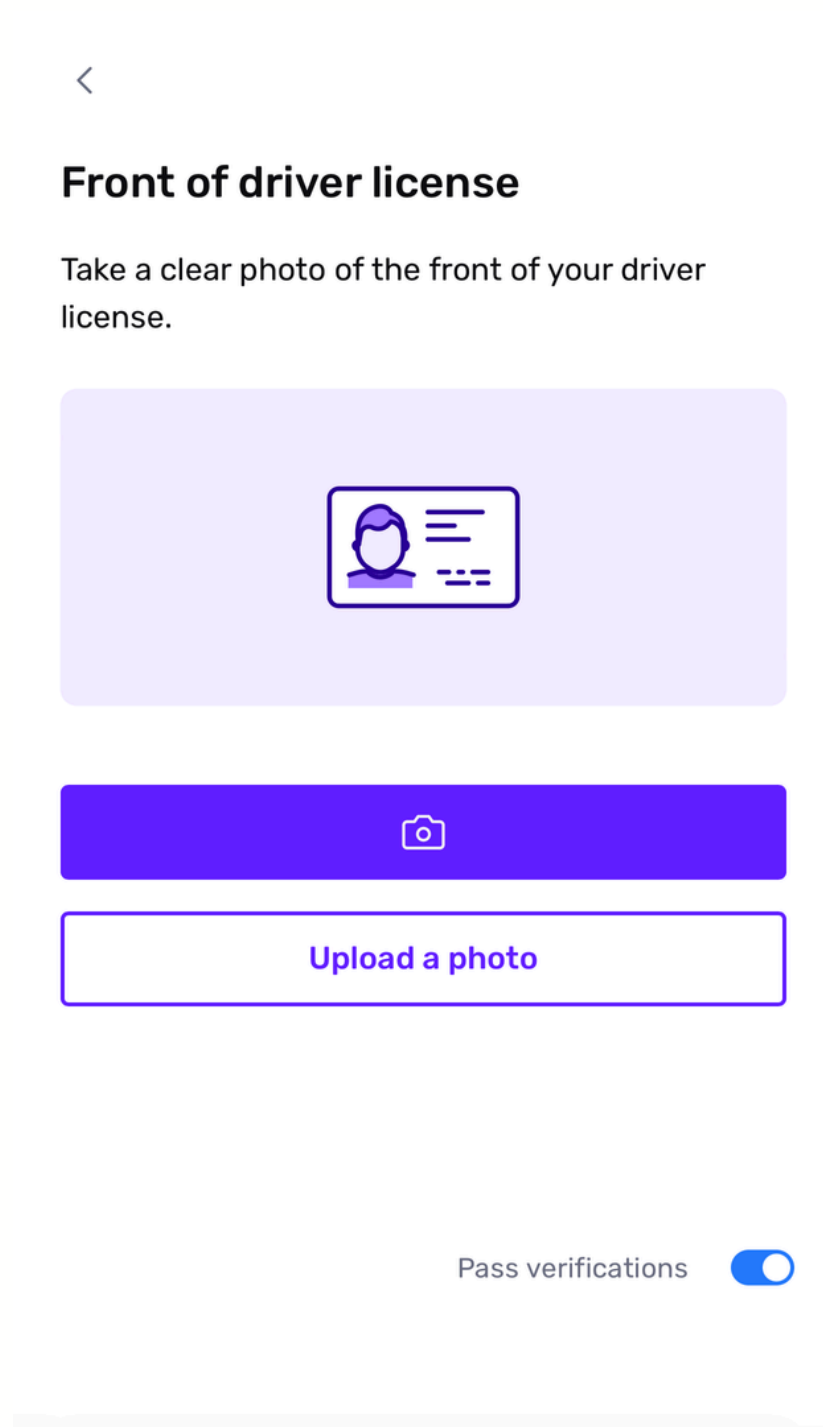 Front of driver license
Take a clear photo of the front of your driver
license.
Upload a photo
Pass verifications